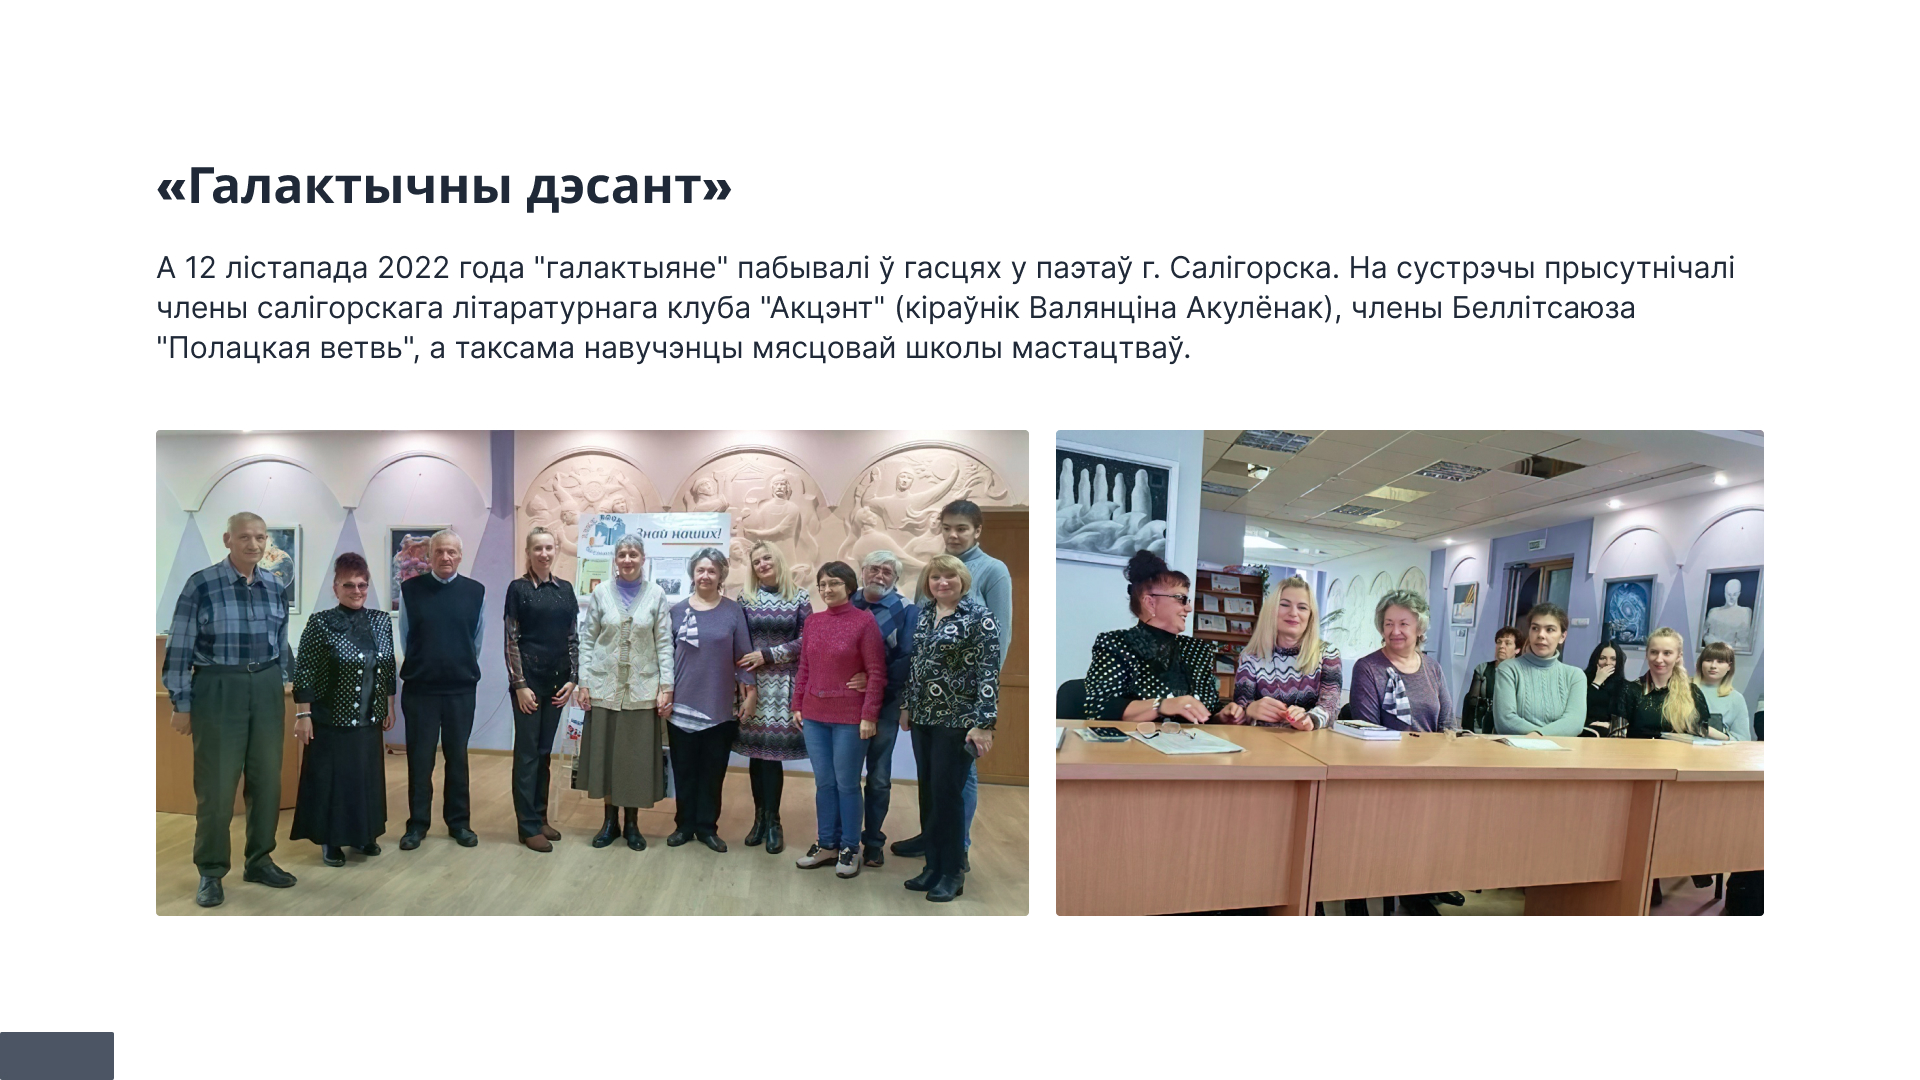 «Галактычны дэсант»
А 12 лістапада 2022 года "галактыяне" пабывалі ў гасцях у паэтаў г. Салігорска. На сустрэчы прысутнічалі
члены салігорскага літаратурнага клуба "Акцэнт" (кіраўнік Валянціна Акулёнак), члены Беллітсаюза
"Полацкая ветвь", а таксама навучэнцы мясцовай школы мастацтваў.
Знай наших!